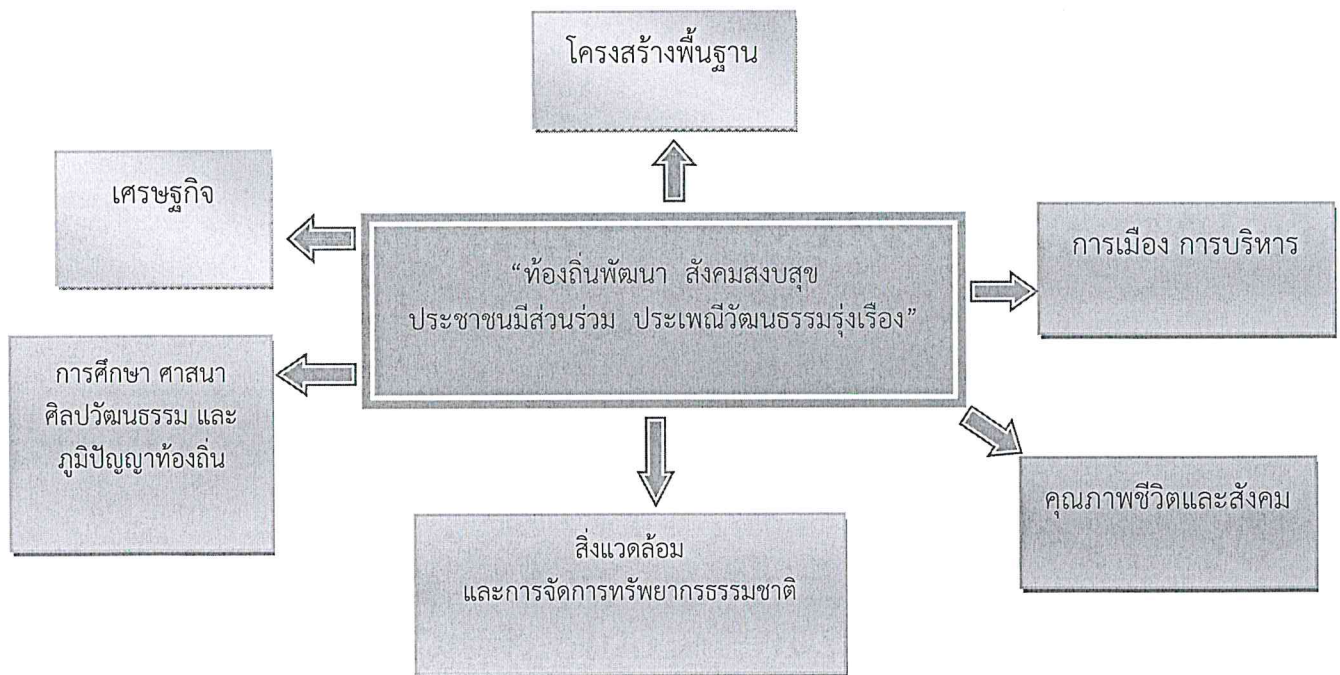 โครงสร้างพื้นฐาน
เศรษฐกิจ
การเมือง การบริหาร
“ท้องถิ่นพัฒนา สังคมสงบสุข
ประชาชนมีส่วนร่วม ประเพณีวัฒนธรรมรุ่งเรือง”
การศึกษา ศาสนา
ศิลปวัฒนธรรม และ
ภูมิปัญญาท้องถิ่น
คุณภาพชีวิตและสังคม
สิ่งแวดล้อม
และการจัดการทรัพยากรธรรมชาติ